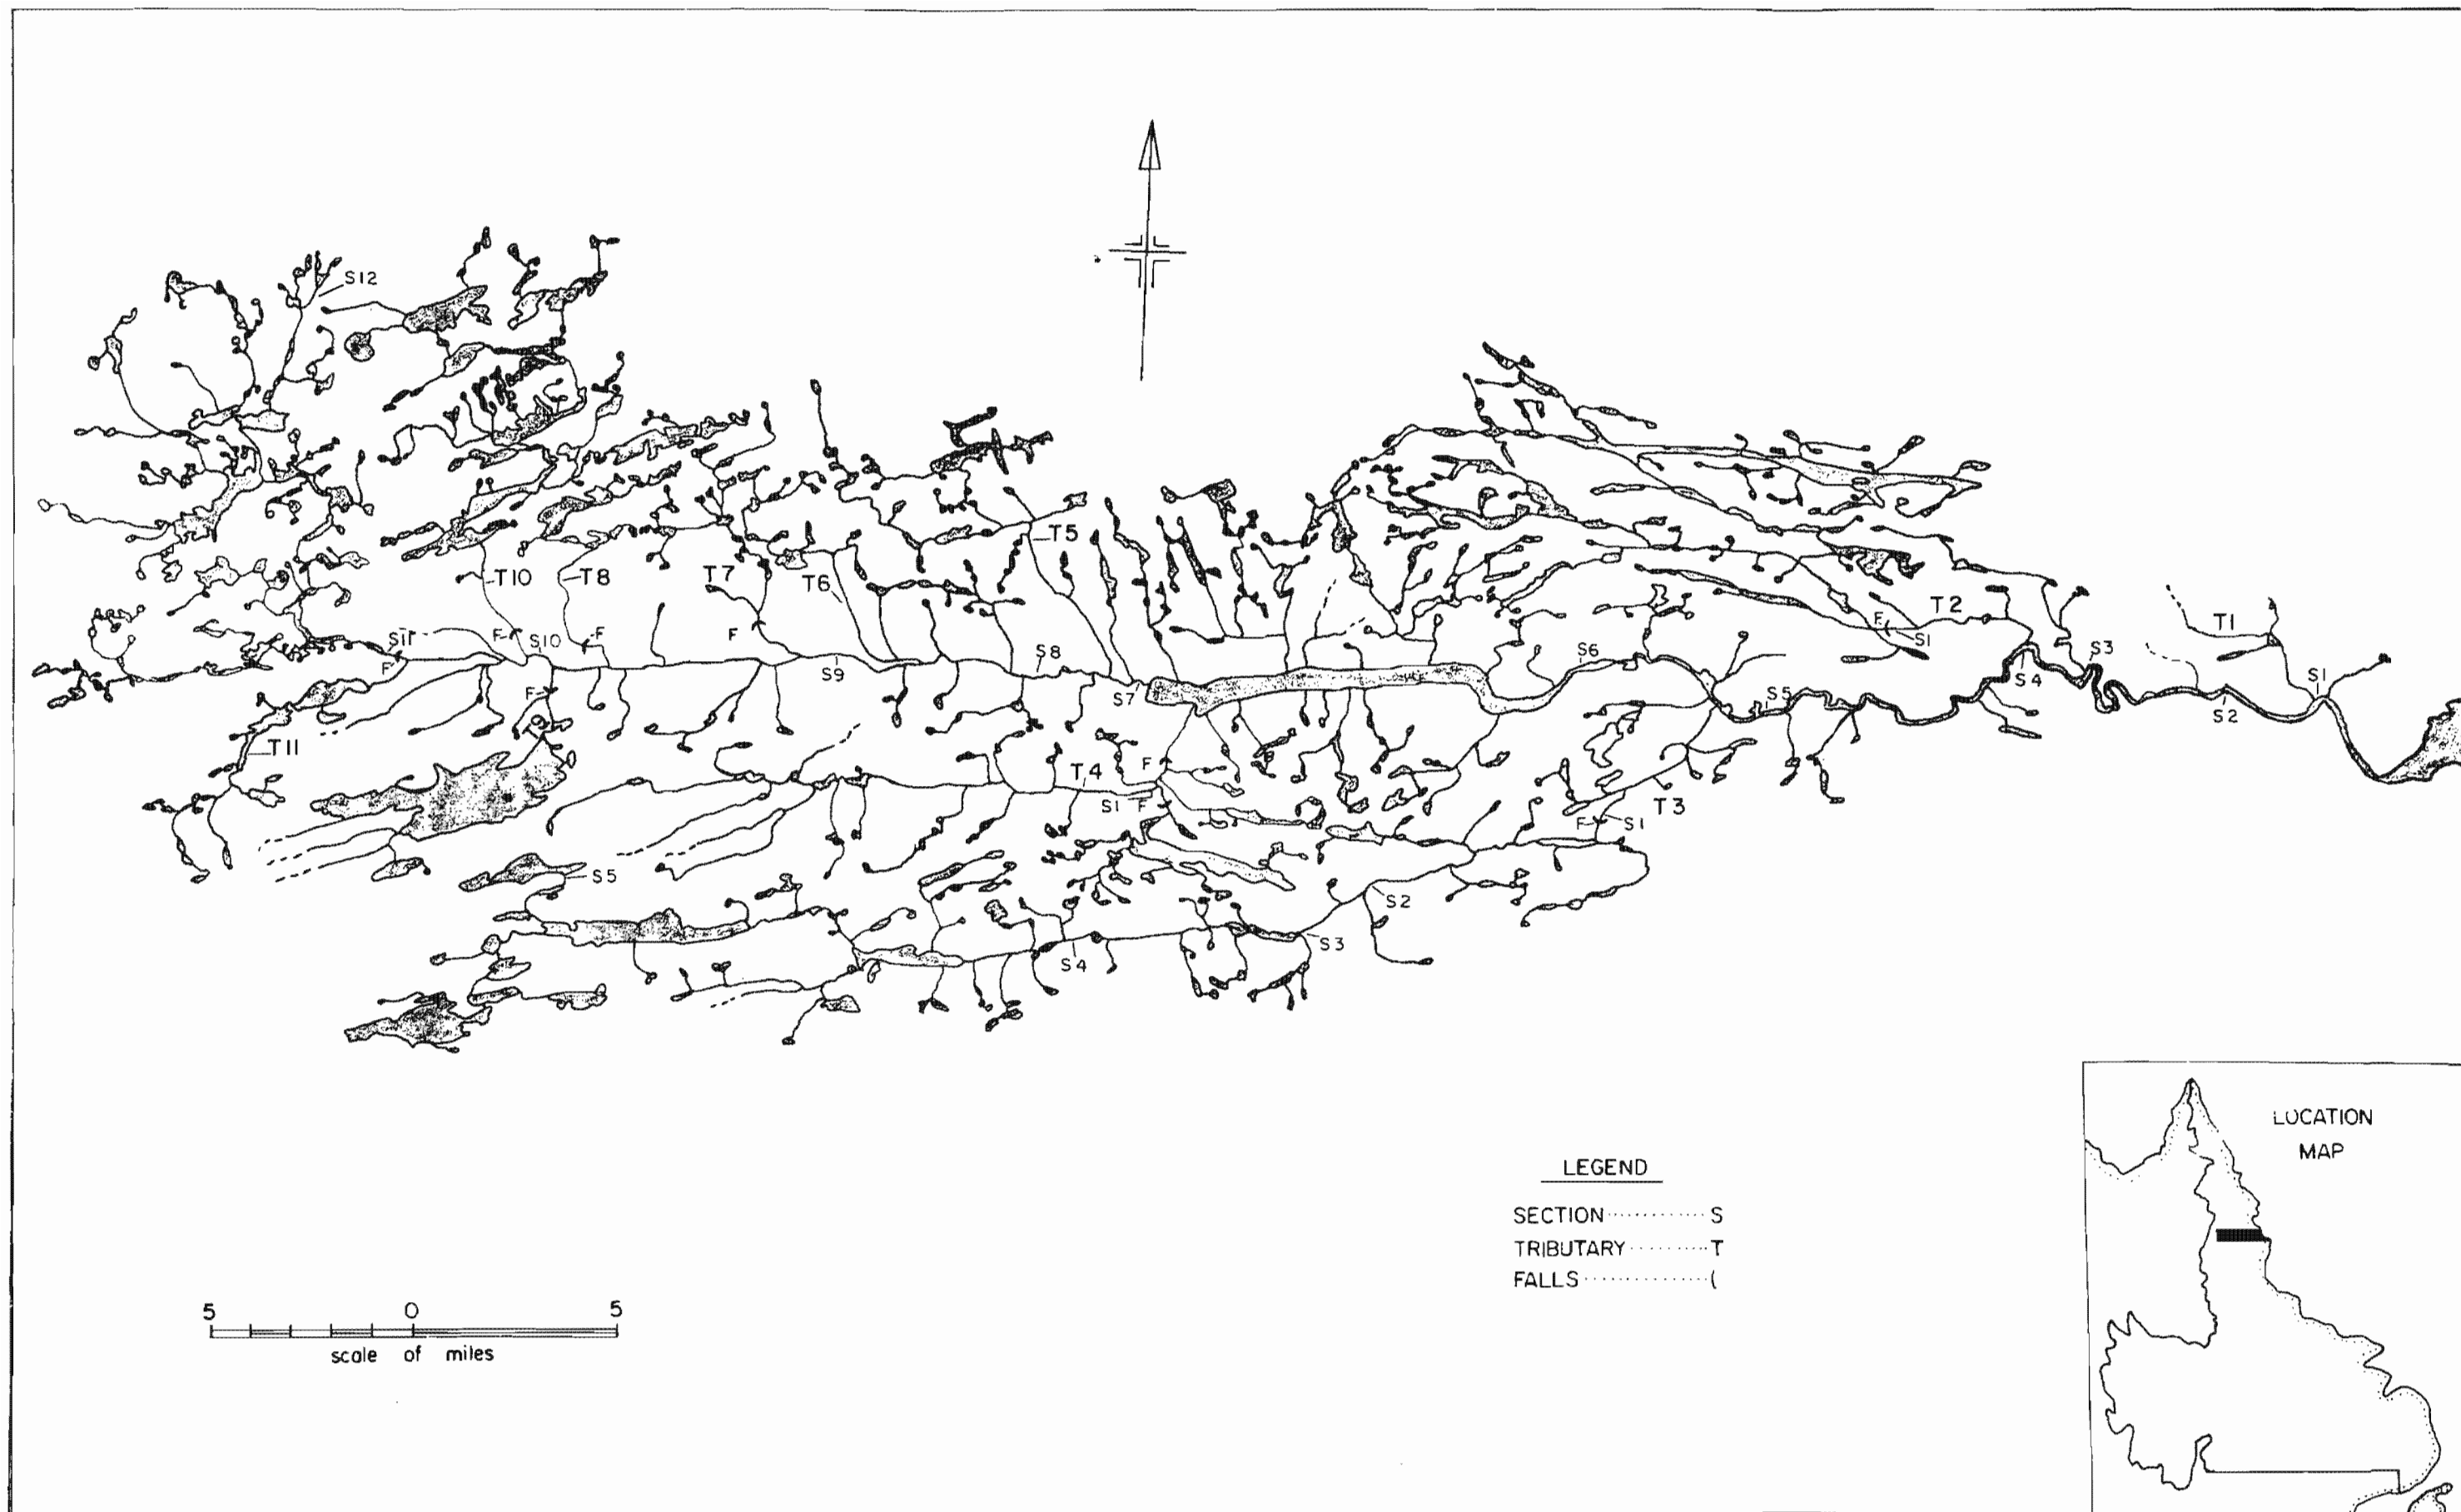 S12
T5
T10
T8
T7
T6
F
F
F
S11
S10
F
F
S9
S8
S7
S6
T2
F
S1
T1
S3
S4
S5
S1
S2
T9
T11
T4
F
S1
F
T3
F
S1
S5
S2
S3
S4
LOCATION
MAP
LEGEND
SECTION ············ S
TRIBUTARY ·········· T
FALLS ·············· (
5 0 5
scale of miles